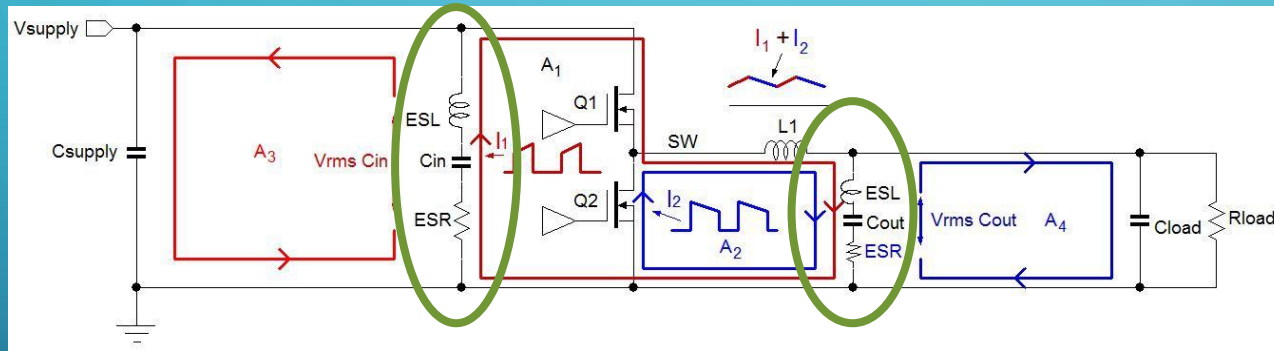 Vsupply
I₁ + I₂
A₁
Q1
ESL
L1
SW
Csupply
A₃
Vrms Cin
Cin
I₁
ESL
Q2
I₂
Cout
Vrms Cout
A₄
Cload
Rload
ESR
A₂
ESR